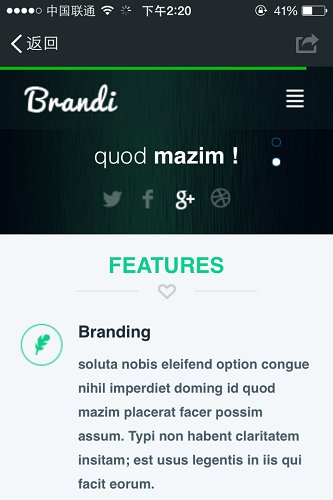 中国联通 下午2:20 41%
返回
Brandi
quod mazim !
g+
FEATURES
Branding
soluta nobis eleifend option congue
nihil imperdiet doming id quod
mazim placerat facer possim
assum. Typi non habent claritatem
insitam; est usus legentis in iis qui
facit eorum.